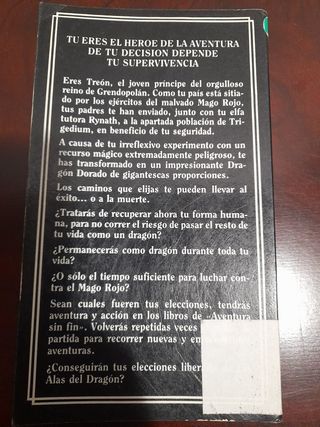 TU ERES EL HEROE DE LA AVENTURA
DE TU DECISION DEPENDE
TU SUPERVIVENCIA
Eres Treón, el joven príncipe del orgulloso
reino de Grendopolán. Como tu país está sitia-
do por los ejércitos del malvado Mago Rojo,
tus padres te han enviado, junto con tu elfa
tutora Rynath, a la apartada población de Tri-
gedium, en beneficio de tu seguridad.
A causa de tu irreflexivo experimento con un
recurso mágico extremadamente peligroso, te
has transformado en un impresionante Dra-
gón Dorado de gigantescas proporciones.
Los caminos que elijas te pueden llevar al
éxito... o a la muerte.
¿Tratarás de recuperar ahora tu forma huma-
na, para no correr el riesgo de pasar el resto de
tu vida como un dragón?
¿Permanecerás como dragón durante toda tu
vida?
¿O sólo el tiempo suficiente para luchar con-
tra el Mago Rojo?
Sean cuales fueren tus elecciones, tendrás
aventura y acción en los libros de «Aventura
sin fin». Volverás repetidas veces
partida para recorrer nuevas y
aventuras.
¿Conseguirán tus elecciones
Alas del Dragón?